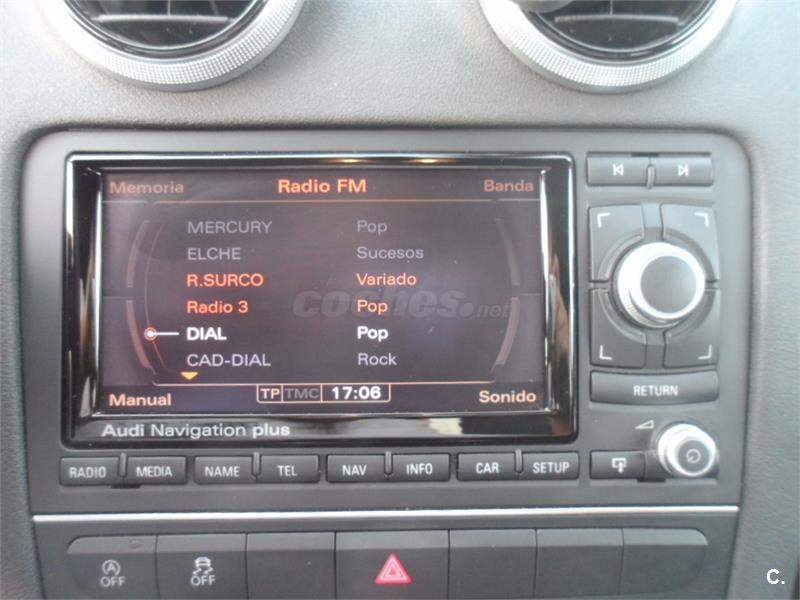 Memoria Radio FM Banda
MERCURY Pop
ELCHE Sucesos
R.SURCO Variado
Radio 3 Pop
coches.net
DIAL Pop
CAD-DIAL Rock
Manual TP TMC 17:06 Sonido
Audi Navigation plus
RETURN
RADIO MEDIA NAME TEL NAV INFO CAR SETUP
A OFF OFF
C.